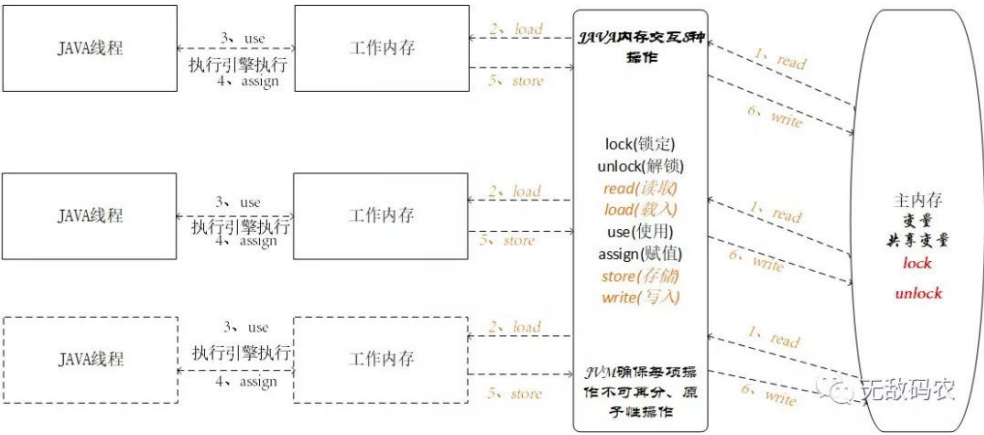 JAVA线程
3、use
执行引擎执行
4、assign
工作内存
2、load
5、store
JAVA内存交互8种
操作
1、read
6、write
lock(锁定)
unlock(解锁)
read(读取)
load(载入)
use(使用)
assign(赋值)
store(存储)
write(写入)
JAVA线程
3、use
执行引擎执行
4、assign
工作内存
2、load
5、store
1、read
6、write
主内存
变量
共享变量
lock
unlock
JAVA线程
3、use
执行引擎执行
4、assign
工作内存
2、load
5、store
JVM确保每项操
作不可再分、原
子性操作
1、read
6、write
无敌码农